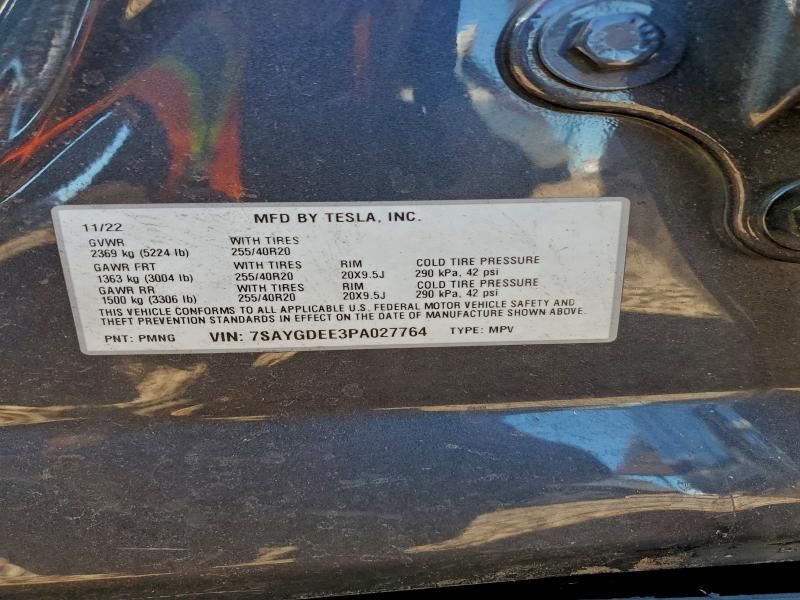 MFD BY TESLA, INC.
11/22
GVWR WITH TIRES
2369 kg (5224 lb) 255/40R20
GAWR FRT WITH TIRES RIM COLD TIRE PRESSURE
1363 kg (3004 lb) 255/40R20 20X9.5J 290 kPa, 42 psi
GAWR RR WITH TIRES RIM COLD TIRE PRESSURE
1500 kg (3306 lb) 255/40R20 20X9.5J 290 kPa, 42 psi
THIS VEHICLE CONFORMS TO ALL APPLICABLE U.S. FEDERAL MOTOR VEHICLE SAFETY AND
THEFT PREVENTION STANDARDS IN EFFECT ON THE DATE OF MANUFACTURE SHOWN ABOVE.
PNT: PMNG VIN: 7SAYGDEE3PA027764 TYPE: MPV